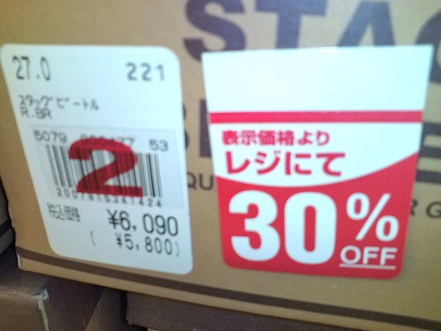 STAG
27.0 221
スタッグビートル
R.BR
2
税込価格 ¥6,090
( ¥5,800)
表示価格より
レジにて
30%
OFF